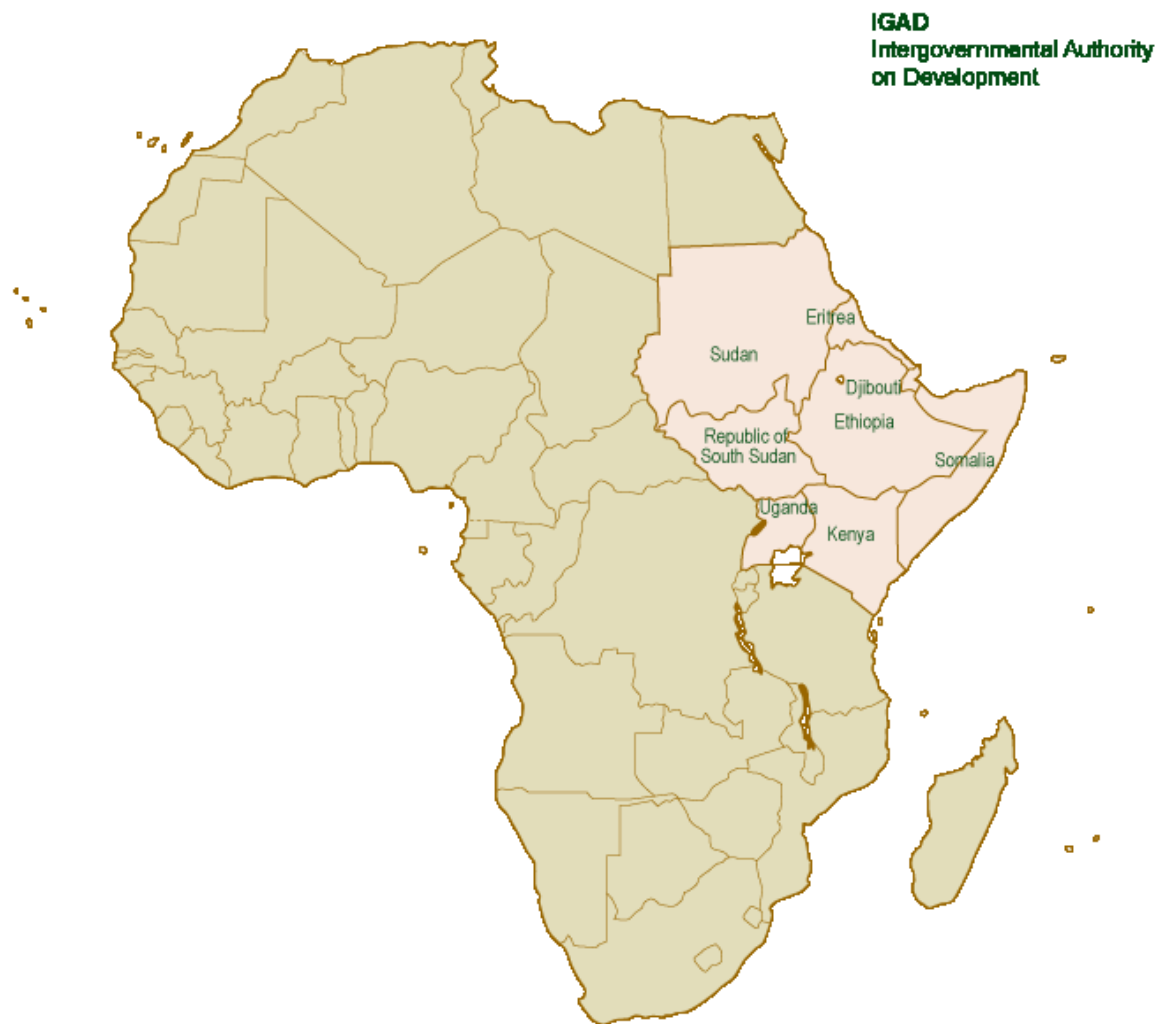 IGAD
Intergovernmental Authority
on Development
Eritrea
Sudan
Djibouti
Ethiopia
Republic of
South Sudan
Somalia
Uganda
Kenya